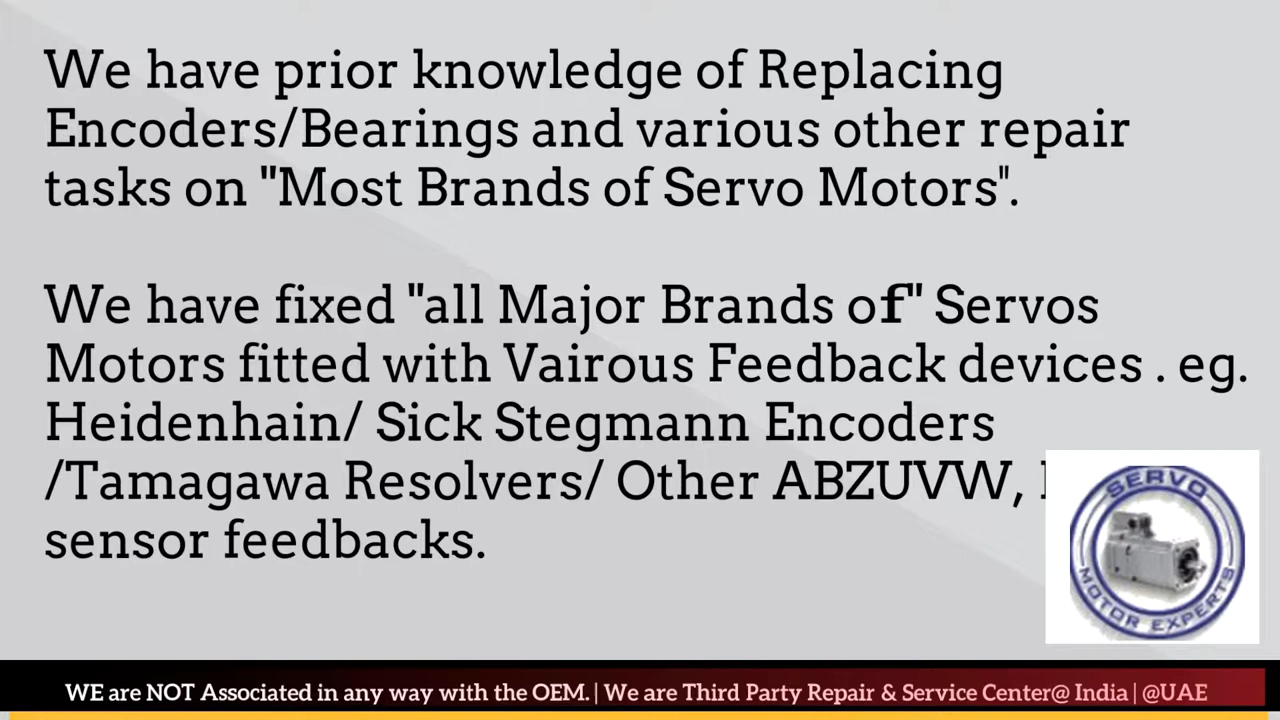 We have prior knowledge of Replacing
Encoders/Bearings and various other repair
tasks on "Most Brands of Servo Motors".
We have fixed "all Major Brands of" Servos
Motors fitted with Vairous Feedback devices . eg.
Heidenhain/ Sick Stegmann Encoders
/Tamagawa Resolvers/ Other ABZUVW,
sensor feedbacks.
SERVO
MOTOR EXPERTS
WE are NOT Associated in any way with the OEM. | We are Third Party Repair & Service Center@ India | @UAE